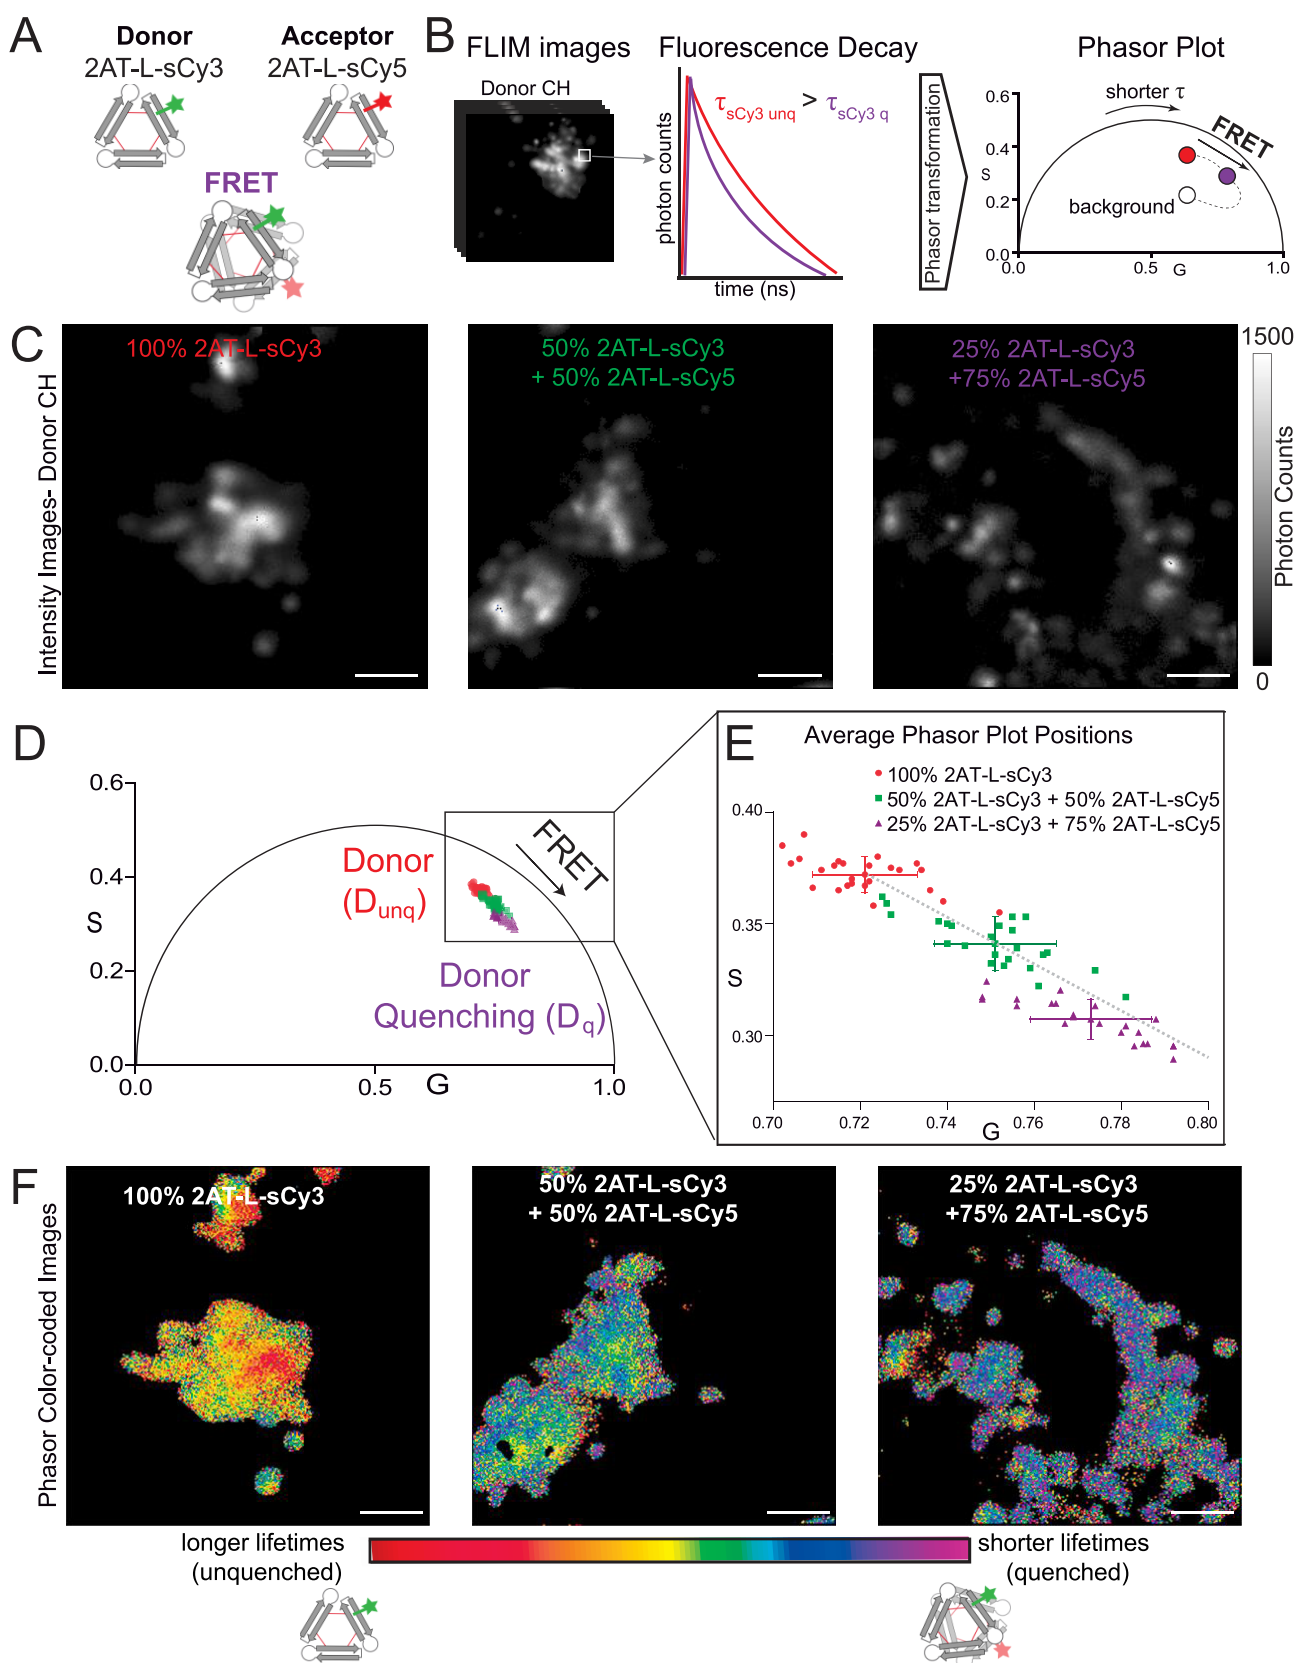 A
Donor
2AT-L-sCy3
Acceptor
2AT-L-sCy5
FRET
B
FLIM images
Donor CH
Fluorescence Decay
τsCy3 unq > τsCy3 q
photon counts
time (ns)
Phasor transformation
Phasor Plot
shorter τ
FRET
background
0.6
0.4
S
0.2
0.0
0.0
0.5
G
1.0
C
Intensity Images- Donor CH
100% 2AT-L-sCy3
50% 2AT-L-sCy3
+ 50% 2AT-L-sCy5
25% 2AT-L-sCy3
+75% 2AT-L-sCy5
1500
Photon Counts
0
D
0.6
0.4
S
0.2
0.0
0.0
0.5
G
1.0
Donor
(Dunq)
FRET
Donor
Quenching (Dq)
E
Average Phasor Plot Positions
100% 2AT-L-sCy3
50% 2AT-L-sCy3 + 50% 2AT-L-sCy5
25% 2AT-L-sCy3 + 75% 2AT-L-sCy5
0.40
0.35
S
0.30
0.70
0.72
0.74
G
0.76
0.78
0.80
F
Phasor Color-coded Images
100% 2AT-L-sCy3
50% 2AT-L-sCy3
+ 50% 2AT-L-sCy5
25% 2AT-L-sCy3
+75% 2AT-L-sCy5
longer lifetimes
(unquenched)
shorter lifetimes
(quenched)